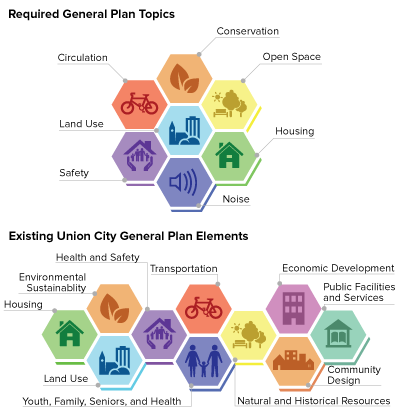 Required General Plan Topics
Conservation
Circulation
Open Space
Land Use
Housing
Safety
Noise
Existing Union City General Plan Elements
Health and Safety
Transportation
Economic Development
Environmental
Sustainability
Public Facilities
and Services
Housing
Land Use
Community
Design
Youth, Family, Seniors, and Health
Natural and Historical Resources